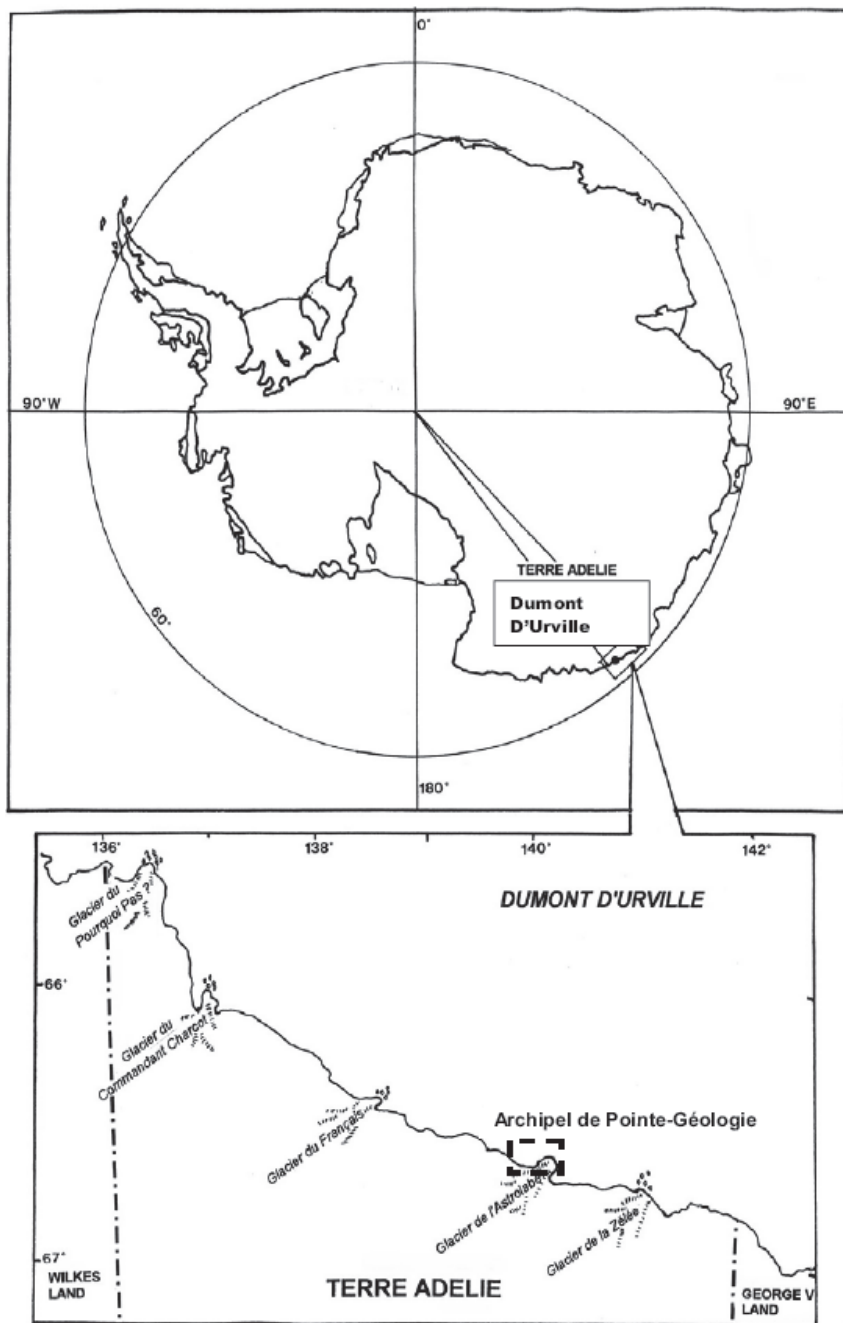 0°
90°W
90°E
TERRE ADELIE
Dumont
D'Urville
60°
180°
136°
138°
140°
142°
Glacier du
Pourquoi Pas ?
DUMONT D'URVILLE
66°
Glacier du
Commandant Charcot
Archipel de Pointe-Géologie
Glacier du Français
Glacier de l'Astrolabe
Glacier de la Zélée
67°
WILKES
LAND
TERRE ADELIE
GEORGE V
LAND